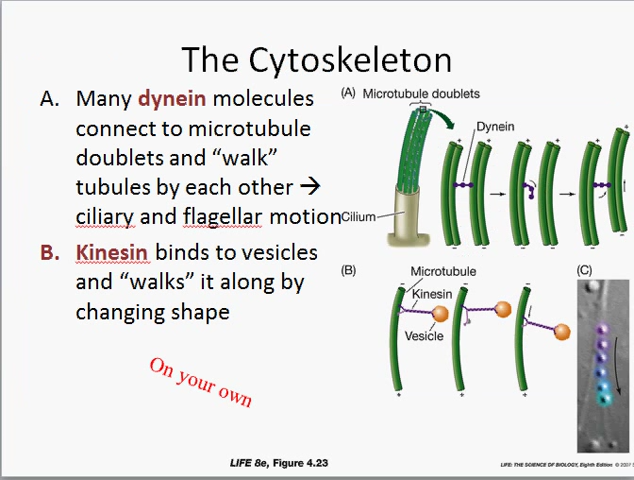 The Cytoskeleton
A. Many dynein molecules
connect to microtubule
doublets and “walk”
tubules by each other →
ciliary and flagellar motion
B. Kinesin binds to vesicles
and “walks” it along by
changing shape
On your own
(A) Microtubule doublets
Dynein
+ + + + + +
Cilium
– – – – – –
(B)
Microtubule
(C)
– – –
Kinesin
Vesicle
+ + +
LIFE 8e, Figure 4.23
LIFE: THE SCIENCE OF BIOLOGY, Eighth Edition © 2007 S